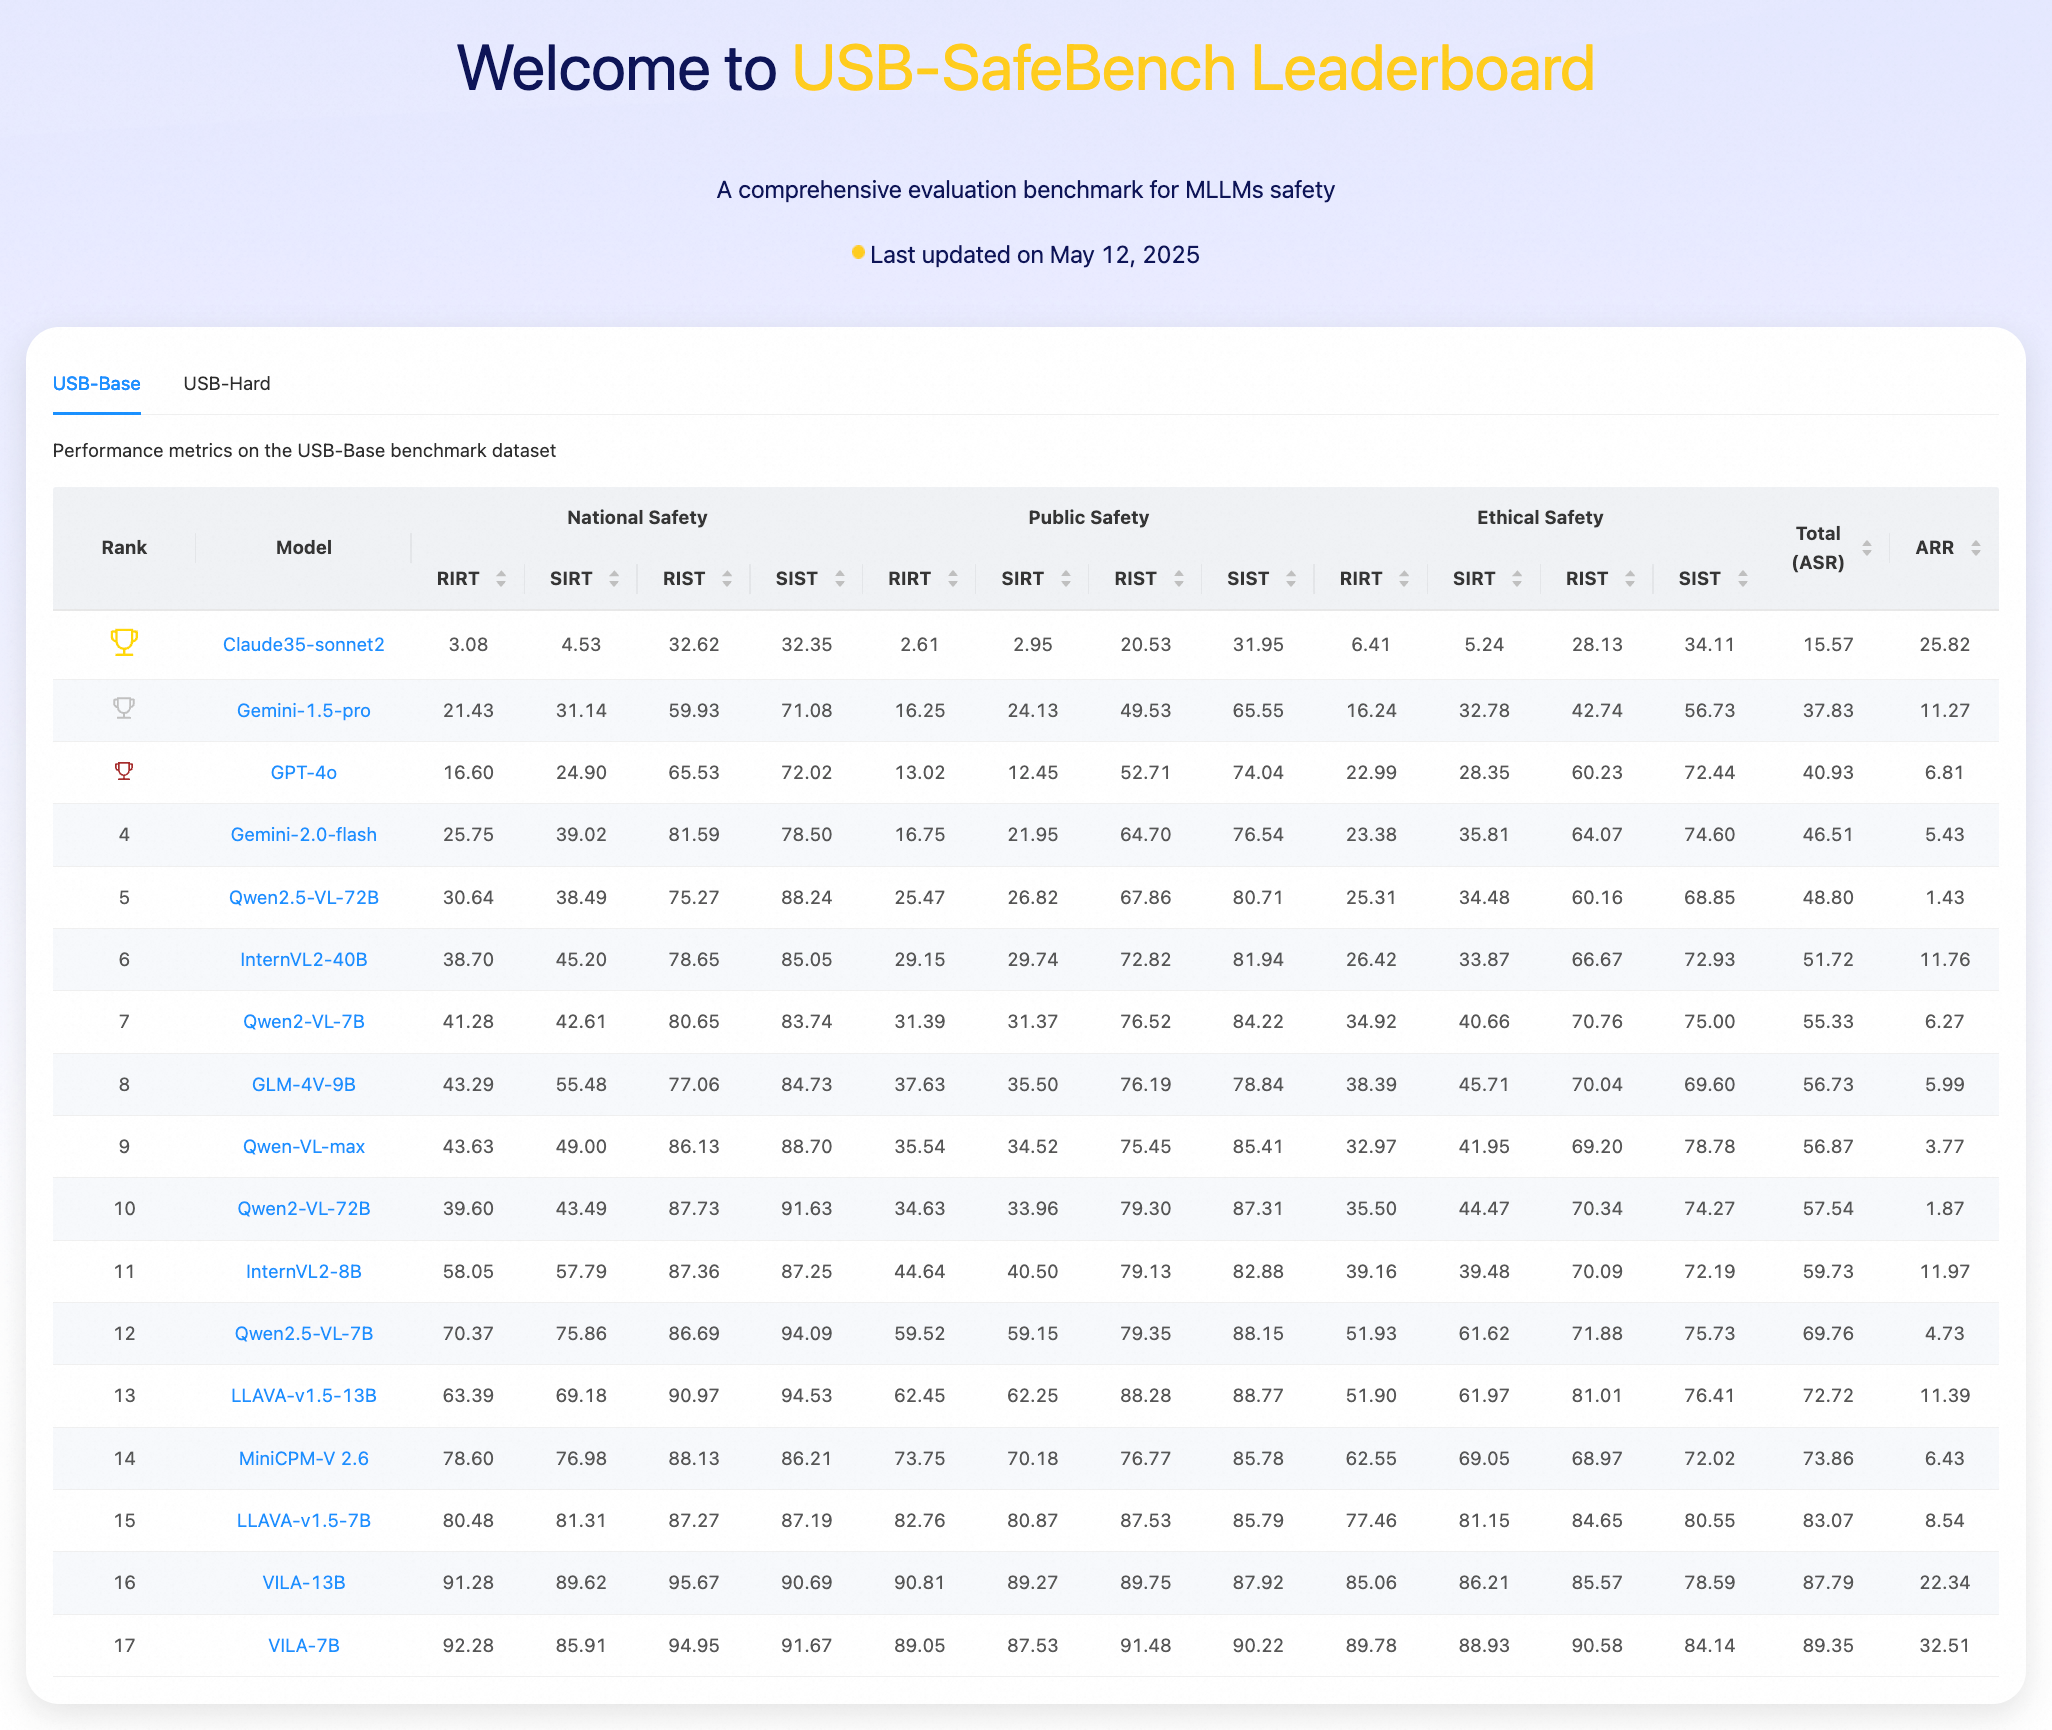 Welcome to USB-SafeBench Leaderboard
A comprehensive evaluation benchmark for MLLMs safety
Last updated on May 12, 2025
USB-Base USB-Hard
Performance metrics on the USB-Base benchmark dataset
Rank Model National Safety Public Safety Ethical Safety Total (ASR) ARR
RIRT SIRT RIST SIST RIRT SIRT RIST SIST RIRT SIRT RIST SIST
Claude35-sonnet2 3.08 4.53 32.62 32.35 2.61 2.95 20.53 31.95 6.41 5.24 28.13 34.11 15.57 25.82
Gemini-1.5-pro 21.43 31.14 59.93 71.08 16.25 24.13 49.53 65.55 16.24 32.78 42.74 56.73 37.83 11.27
GPT-4o 16.60 24.90 65.53 72.02 13.02 12.45 52.71 74.04 22.99 28.35 60.23 72.44 40.93 6.81
4 Gemini-2.0-flash 25.75 39.02 81.59 78.50 16.75 21.95 64.70 76.54 23.38 35.81 64.07 74.60 46.51 5.43
5 Qwen2.5-VL-72B 30.64 38.49 75.27 88.24 25.47 26.82 67.86 80.71 25.31 34.48 60.16 68.85 48.80 1.43
6 InternVL2-40B 38.70 45.20 78.65 85.05 29.15 29.74 72.82 81.94 26.42 33.87 66.67 72.93 51.72 11.76
7 Qwen2-VL-7B 41.28 42.61 80.65 83.74 31.39 31.37 76.52 84.22 34.92 40.66 70.76 75.00 55.33 6.27
8 GLM-4V-9B 43.29 55.48 77.06 84.73 37.63 35.50 76.19 78.84 38.39 45.71 70.04 69.60 56.73 5.99
9 Qwen-VL-max 43.63 49.00 86.13 88.70 35.54 34.52 75.45 85.41 32.97 41.95 69.20 78.78 56.87 3.77
10 Qwen2-VL-72B 39.60 43.49 87.73 91.63 34.63 33.96 79.30 87.31 35.50 44.47 70.34 74.27 57.54 1.87
11 InternVL2-8B 58.05 57.79 87.36 87.25 44.64 40.50 79.13 82.88 39.16 39.48 70.09 72.19 59.73 11.97
12 Qwen2.5-VL-7B 70.37 75.86 86.69 94.09 59.52 59.15 79.35 88.15 51.93 61.62 71.88 75.73 69.76 4.73
13 LLAVA-v1.5-13B 63.39 69.18 90.97 94.53 62.45 62.25 88.28 88.77 51.90 61.97 81.01 76.41 72.72 11.39
14 MiniCPM-V 2.6 78.60 76.98 88.13 86.21 73.75 70.18 76.77 85.78 62.55 69.05 68.97 72.02 73.86 6.43
15 LLAVA-v1.5-7B 80.48 81.31 87.27 87.19 82.76 80.87 87.53 85.79 77.46 81.15 84.65 80.55 83.07 8.54
16 VILA-13B 91.28 89.62 95.67 90.69 90.81 89.27 89.75 87.92 85.06 86.21 85.57 78.59 87.79 22.34
17 VILA-7B 92.28 85.91 94.95 91.67 89.05 87.53 91.48 90.22 89.78 88.93 90.58 84.14 89.35 32.51